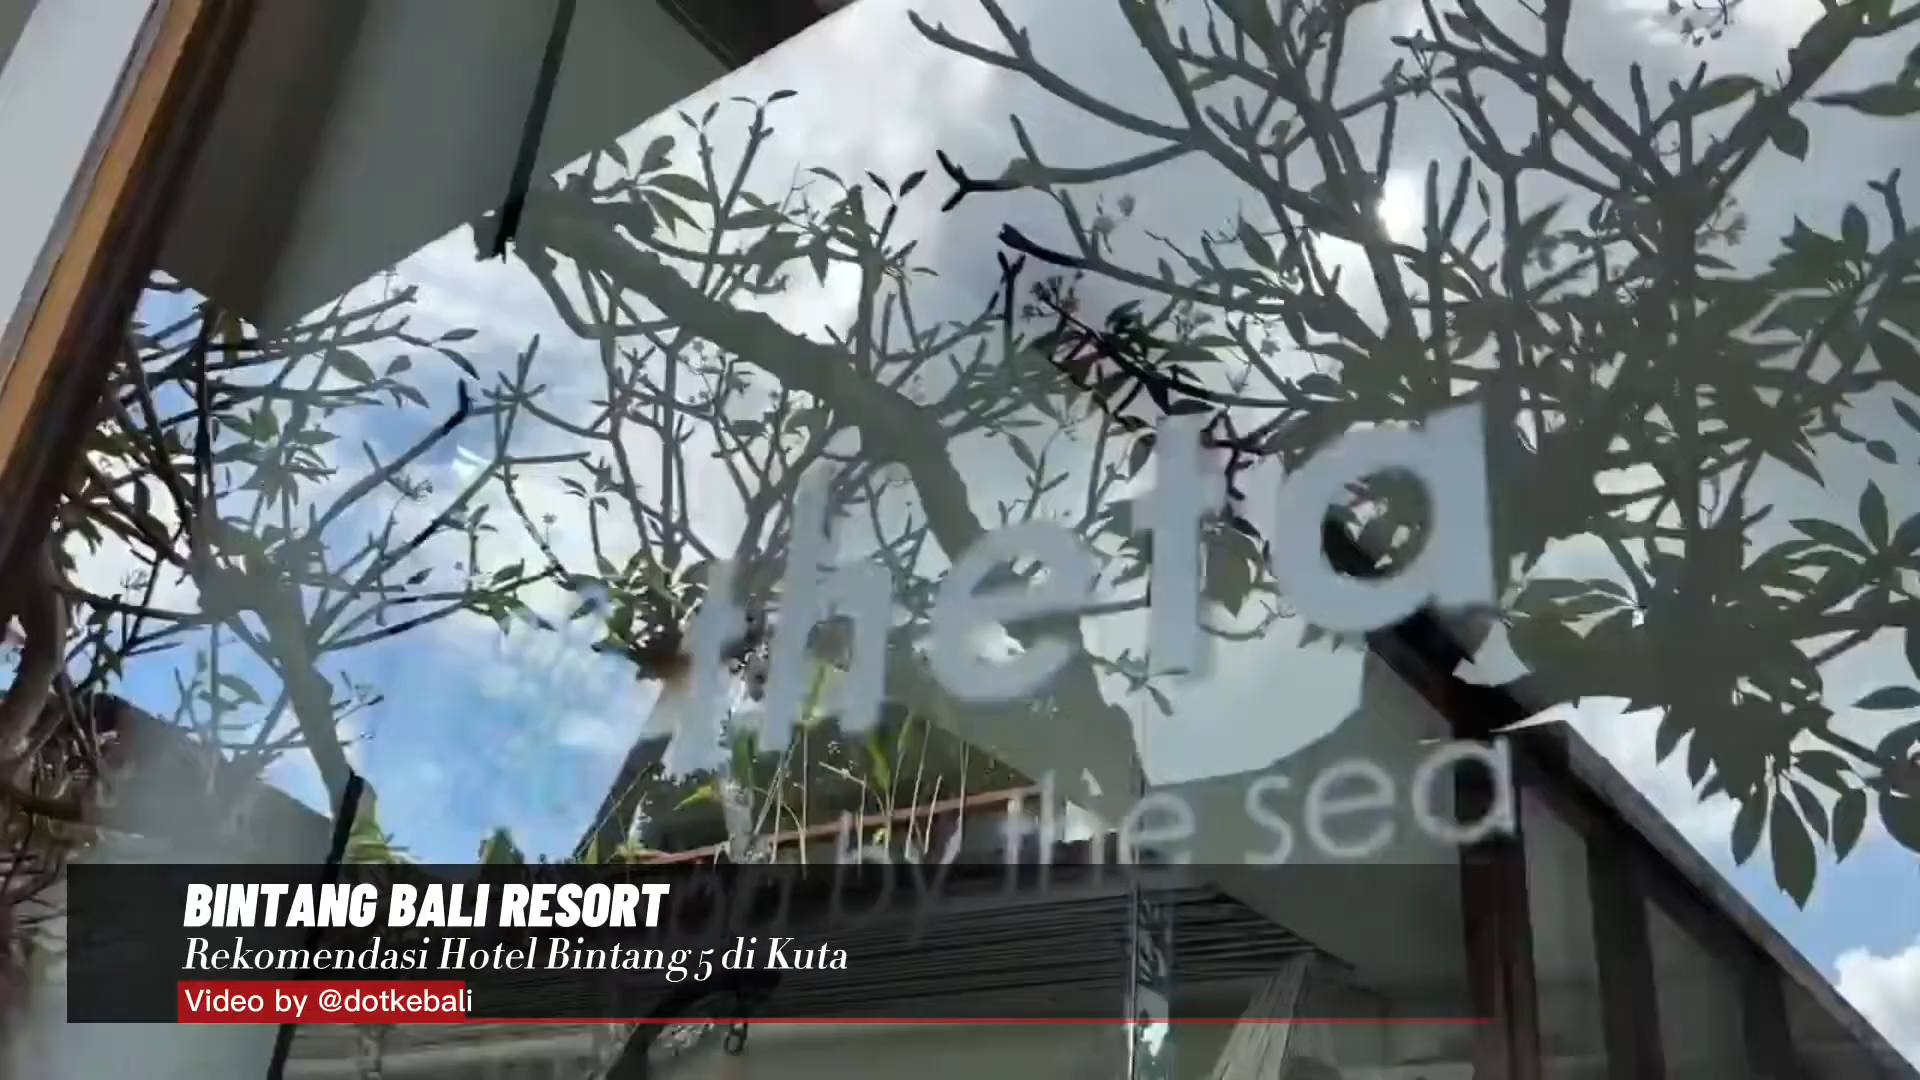 theta
by the sea
BINTANG BALI RESORT
Rekomendasi Hotel Bintang 5 di Kuta
Video by @dotkebali